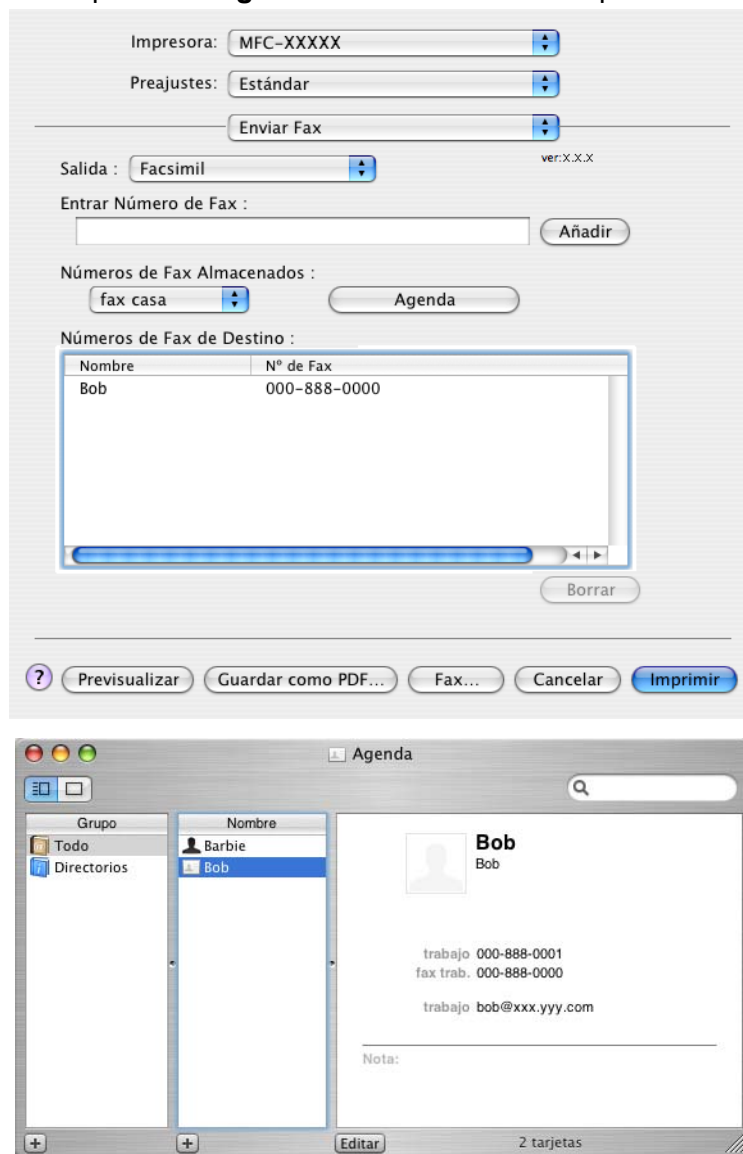 Impresora: MFC-XXXXX
Preajustes: Estándar
Enviar Fax
ver:X.X.X
Salida : Facsimil
Entrar Número de Fax :
Añadir
Números de Fax Almacenados :
fax casa Agenda
Números de Fax de Destino :
Nombre Nº de Fax
Bob 000-888-0000
Borrar
? Previsualizar Guardar como PDF... Fax... Cancelar Imprimir
Agenda
Grupo Nombre
Todo Barbie
Directorios Bob
Bob
Bob
trabajo 000-888-0001
fax trab. 000-888-0000
trabajo bob@xxx.yyy.com
Nota:
+ + Editar 2 tarjetas